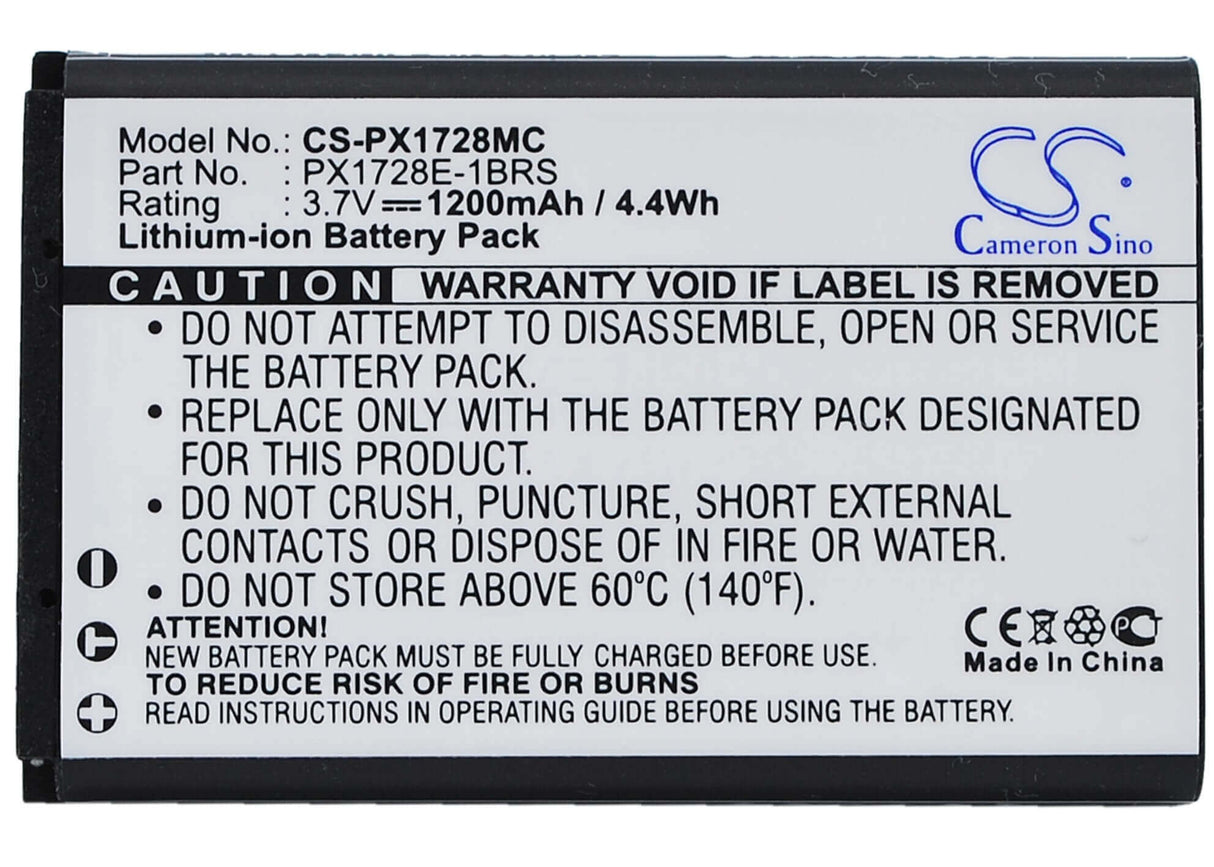 Model No.: CS-PX1728MC
Part No. : PX1728E-1BRS
Rating : 3.7V 1200mAh / 4.4Wh
Lithium-ion Battery Pack
CS
Cameron Sino
CAUTION WARRANTY VOID IF LABEL IS REMOVED
• DO NOT ATTEMPT TO DISASSEMBLE, OPEN OR SERVICE
THE BATTERY PACK.
• REPLACE ONLY WITH THE BATTERY PACK DESIGNATED
FOR THIS PRODUCT.
• DO NOT CRUSH, PUNCTURE, SHORT EXTERNAL
CONTACTS OR DISPOSE OF IN FIRE OR WATER.
• DO NOT STORE ABOVE 60°C (140°F).
ATTENTION!
NEW BATTERY PACK MUST BE FULLY CHARGED BEFORE USE.
TO REDUCE RISK OF FIRE OR BURNS
READ INSTRUCTIONS IN OPERATING GUIDE BEFORE USING THE BATTERY.
CE PC
Made In China